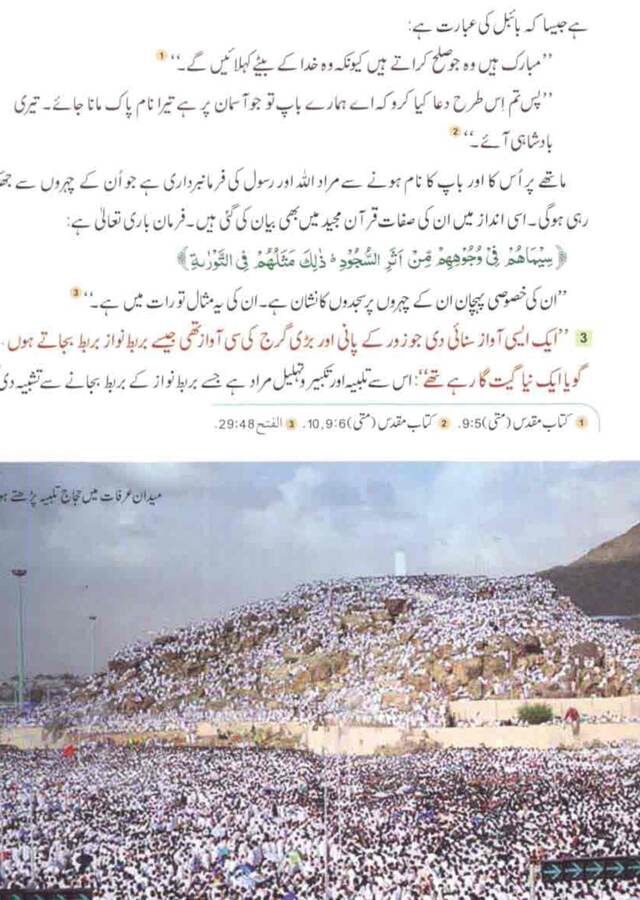 ہے جیسا کہ بائبل کی عبارت ہے:
’’مبارک ہیں وہ جو صلح کراتے ہیں کیونکہ وہ خدا کے بیٹے کہلائیں گے۔‘‘ 1
’’پس تم اِس طرح دعا کیا کرو کہ اے ہمارے باپ تو جو آسمان پر ہے تیرا نام پاک مانا جائے۔ تیری
بادشاہی آئے۔‘‘ 2
ماتھے پر اُس کا اور باپ کا نام ہونے سے مراد اللہ اور رسول کی فرمانبرداری ہے جو اُن کے چہروں سے جھ
رہی ہوگی۔ اسی انداز میں ان کی صفات قرآن مجید میں بھی بیان کی گئی ہیں۔ فرمان باری تعالیٰ ہے:
﴿سِيْمَاهُمْ فِيْ وُجُوْهِهِمْ مِّنْ اَثَرِ السُّجُوْدِ ؕ ذٰلِكَ مَثَلُهُمْ فِي التَّوْرٰىةِ﴾
’’ان کی خصوصی پہچان ان کے چہروں پر سجدوں کا نشان ہے۔ ان کی یہ مثال تورات میں ہے۔‘‘ 3
3 ’’ایک ایسی آواز سنائی دی جو زور کے پانی اور بڑی گرج کی سی آواز تھی جیسے بربط نواز بربط بجاتے ہوں۔
گویا ایک نیا گیت گا رہے تھے‘‘: اس سے تلبیہ اور تکبیر و تہلیل مراد ہے جسے بربط نواز کے بربط بجانے سے تشبیہ دی
1 کتاب مقدس (متی) 9:5. 2 کتاب مقدس (متی) 10,9:6. 3 الفتح 29:48.
میدان عرفات میں حجاج تلبیہ پڑھتے ہو